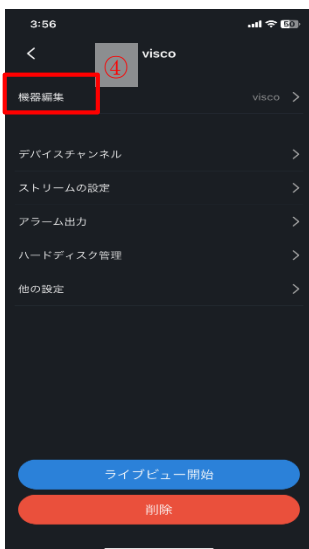 3:56 60
visco
④
機器編集 visco
デバイスチャンネル
ストリームの設定
アラーム出力
ハードディスク管理
他の設定
ライブビュー開始
削除